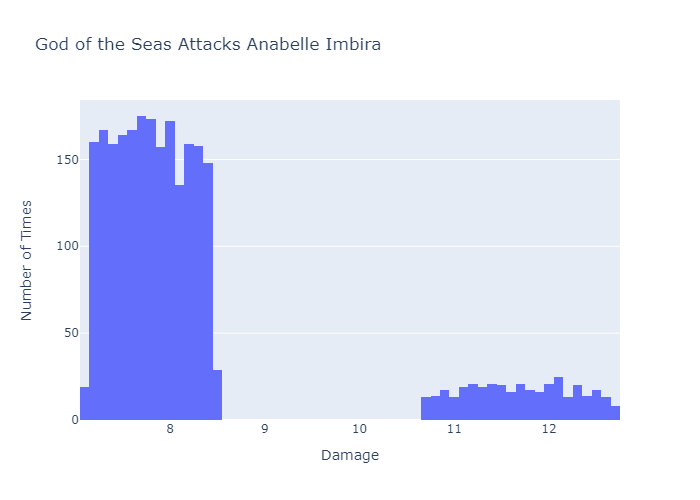 God of the Seas Attacks Anabelle Imbira
150
100
50
0
8 9 10 11 12
Damage
Number of Times